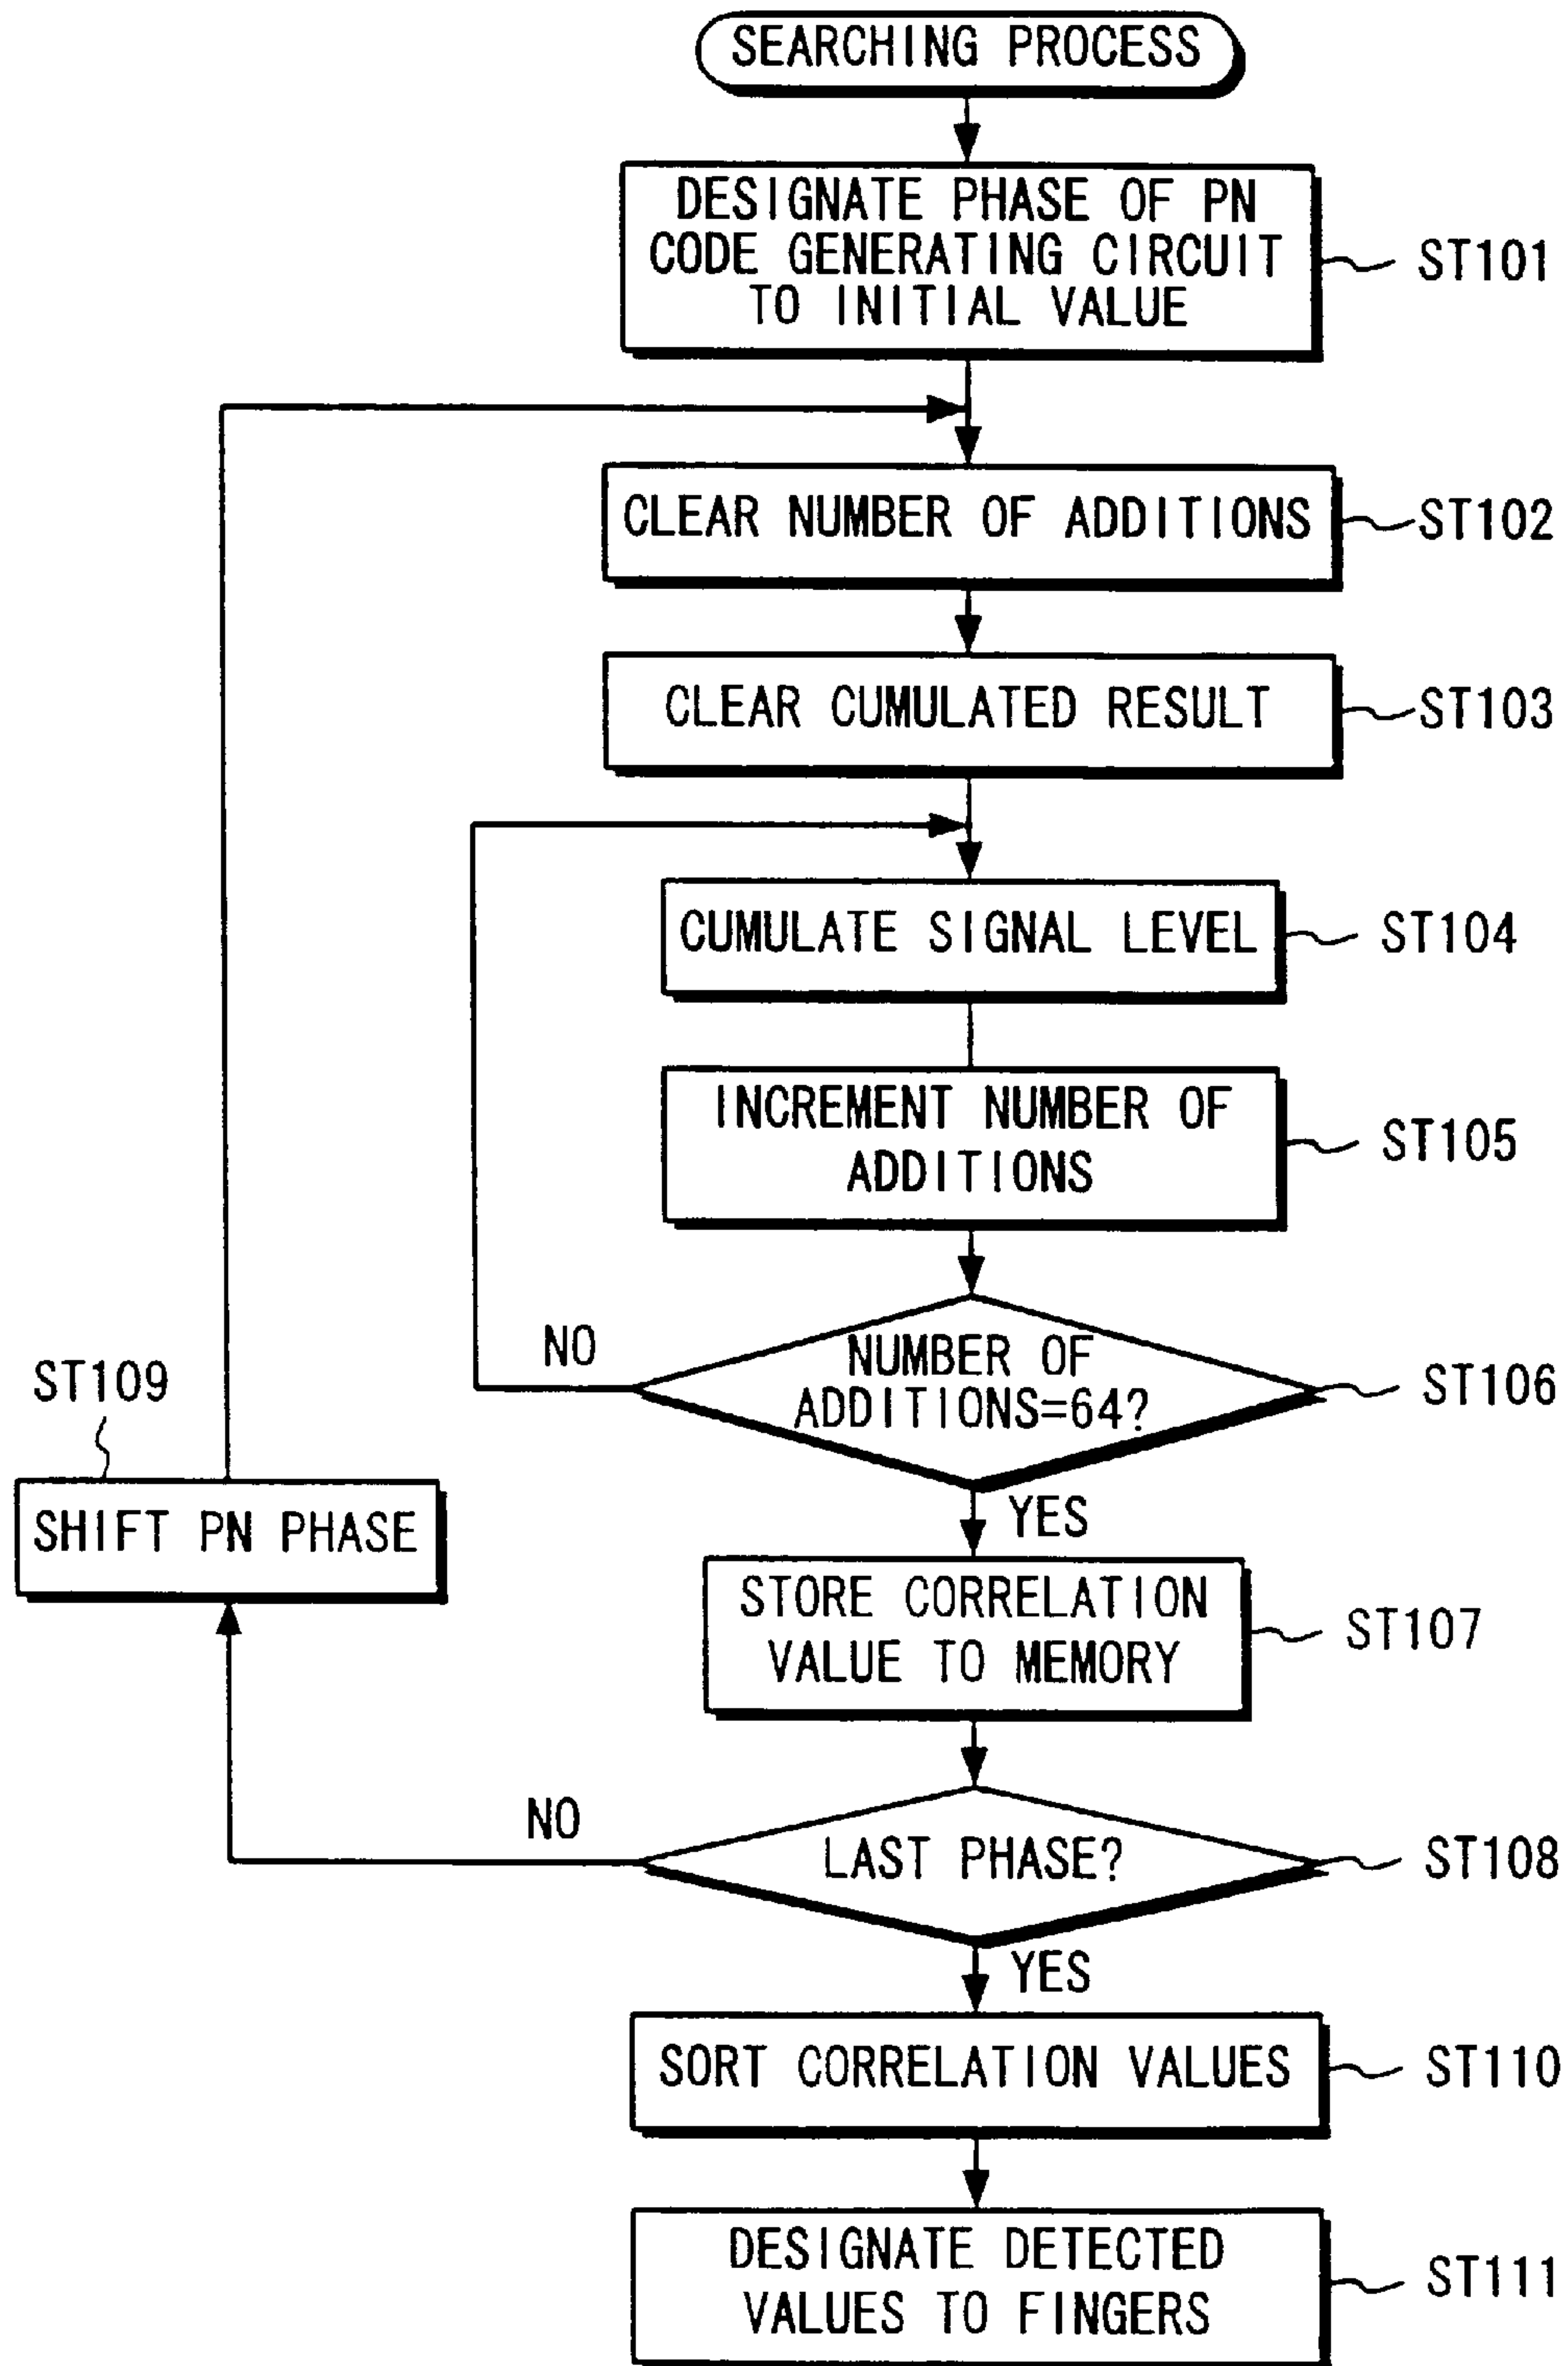 SEARCHING PROCESS
DESIGNATE PHASE OF PN
CODE GENERATING CIRCUIT
TO INITIAL VALUE
ST101
CLEAR NUMBER OF ADDITIONS
ST102
CLEAR CUMULATED RESULT
ST103
CUMULATE SIGNAL LEVEL
ST104
INCREMENT NUMBER OF
ADDITIONS
ST105
NO
NUMBER OF
ADDITIONS=64?
ST106
ST109
SHIFT PN PHASE
YES
STORE CORRELATION
VALUE TO MEMORY
ST107
NO
LAST PHASE?
ST108
YES
SORT CORRELATION VALUES
ST110
DESIGNATE DETECTED
VALUES TO FINGERS
ST111